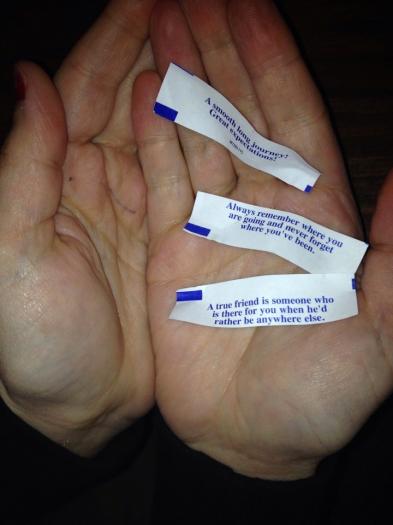 A smooth long journey!
Great expectations!
Always remember where you
are going and never forget
where you've been.
A true friend is someone who
is there for you when he'd
rather be anywhere else.